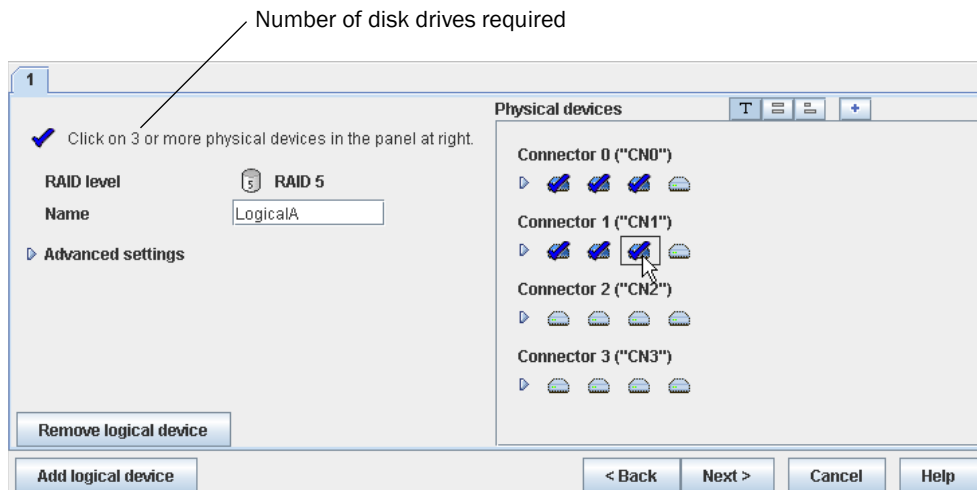 Number of disk drives required
1
Click on 3 or more physical devices in the panel at right.
RAID level 5 RAID 5
Name LogicalA
Advanced settings
Remove logical device
Physical devices T +
Connector 0 ("CN0")
Connector 1 ("CN1")
Connector 2 ("CN2")
Connector 3 ("CN3")
Add logical device < Back Next > Cancel Help